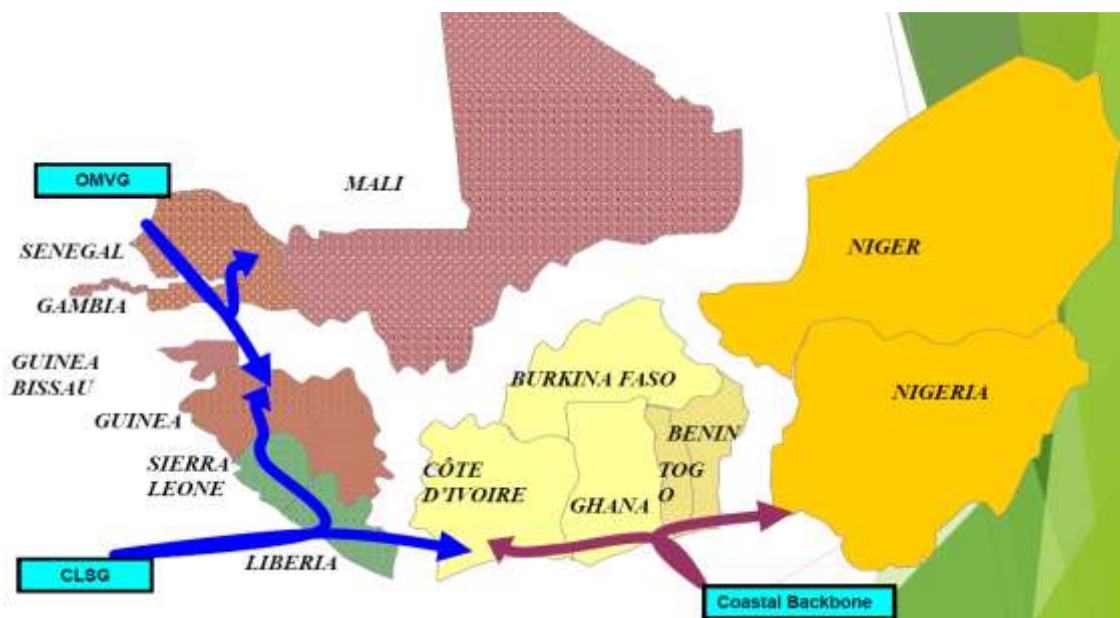 OMVG
MALI
SENEGAL
NIGER
GAMBIA
GUINEA
BISSAU
BURKINA FASO
NIGERIA
GUINEA
BENIN
SIERRA
LEONE
CÔTE
D'IVOIRE
TOG
O
GHANA
LIBERIA
CLSG
Coastal Backbone